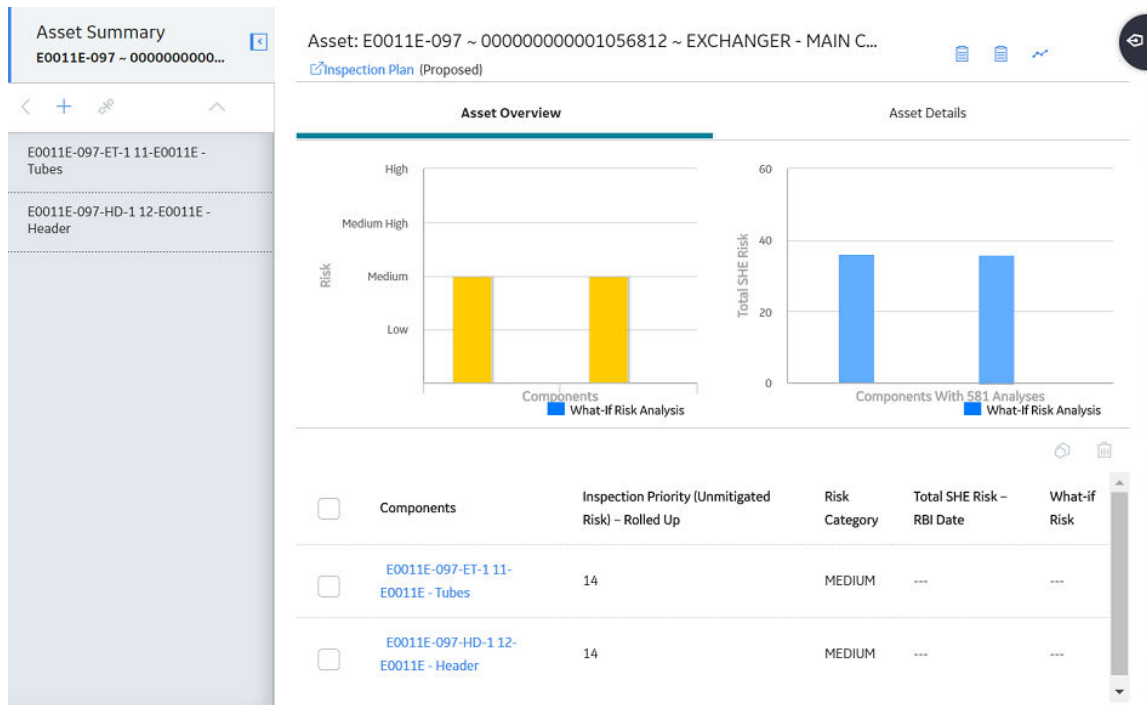 Asset Summary
E0011E-097 ~ 0000000000...
E0011E-097-ET-1 11-E0011E -
Tubes
E0011E-097-HD-1 12-E0011E -
Header
Asset: E0011E-097 ~ 000000000001056812 ~ EXCHANGER - MAIN C...
Inspection Plan (Proposed)
Asset Overview
Asset Details
High
Medium High
Medium
Low
Risk
Components
What-If Risk Analysis
60
40
20
0
Total SHE Risk
Components With 581 Analyses
What-If Risk Analysis
Components
Inspection Priority (Unmitigated
Risk) – Rolled Up
Risk
Category
Total SHE Risk –
RBI Date
What-if
Risk
E0011E-097-ET-1 11-
E0011E - Tubes
14
MEDIUM
---
---
E0011E-097-HD-1 12-
E0011E - Header
14
MEDIUM
---
---